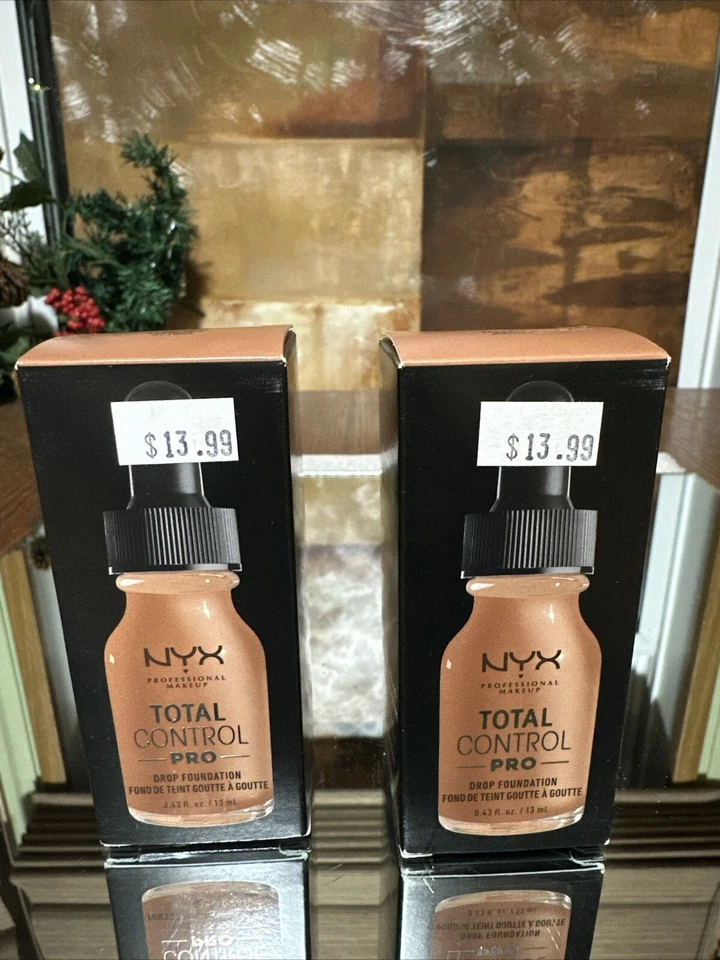 $13.99
NYX
PROFESSIONAL
MAKEUP
TOTAL
CONTROL
PRO
DROP FOUNDATION
FOND DE TEINT GOUTTE À GOUTTE
0.43 fl. oz. / 13 mL
$13.99
NYX
PROFESSIONAL
MAKEUP
TOTAL
CONTROL
PRO
DROP FOUNDATION
FOND DE TEINT GOUTTE À GOUTTE
0.43 fl. oz. / 13 mL